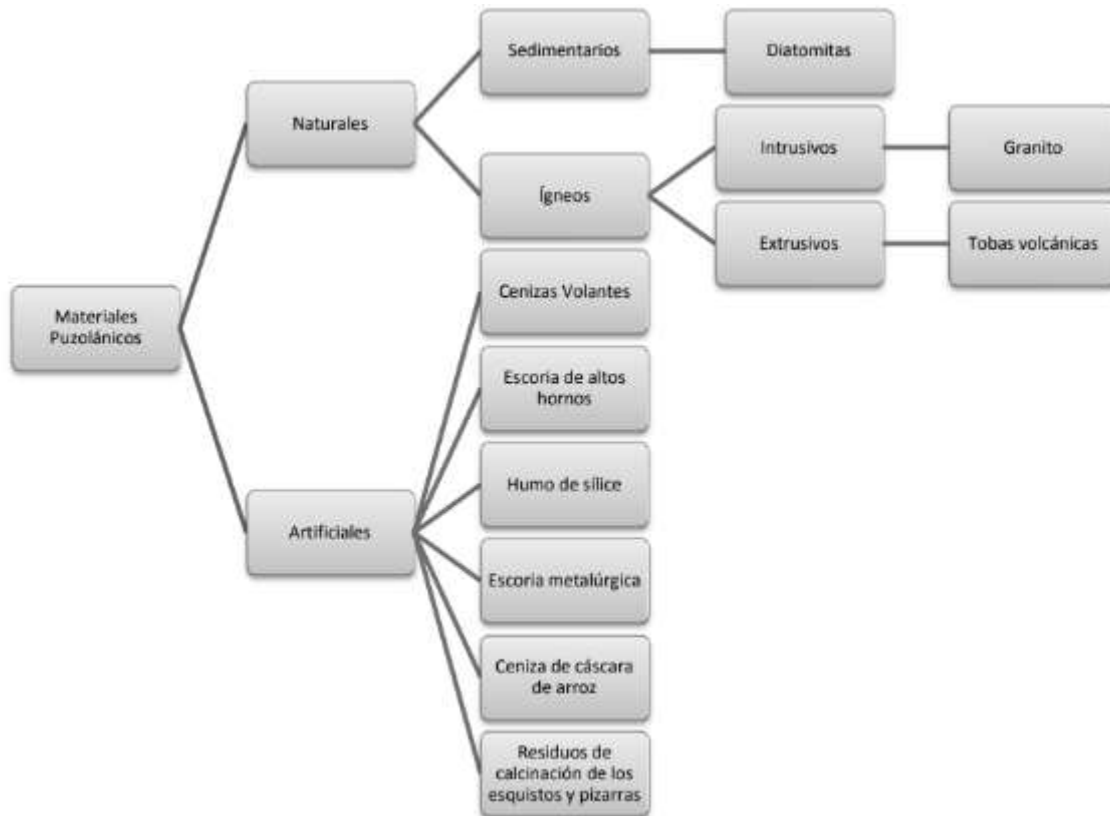 Sedimentarios
Diatomitas
Naturales
Intrusivos
Granito
Ígneos
Extrusivos
Tobas volcánicas
Cenizas Volantes
Materiales
Puzolánicos
Escoria de altos
hornos
Humo de sílice
Artificiales
Escoria metalúrgica
Ceniza de cáscara
de arroz
Residuos de
calcinación de los
esquistos y pizarras